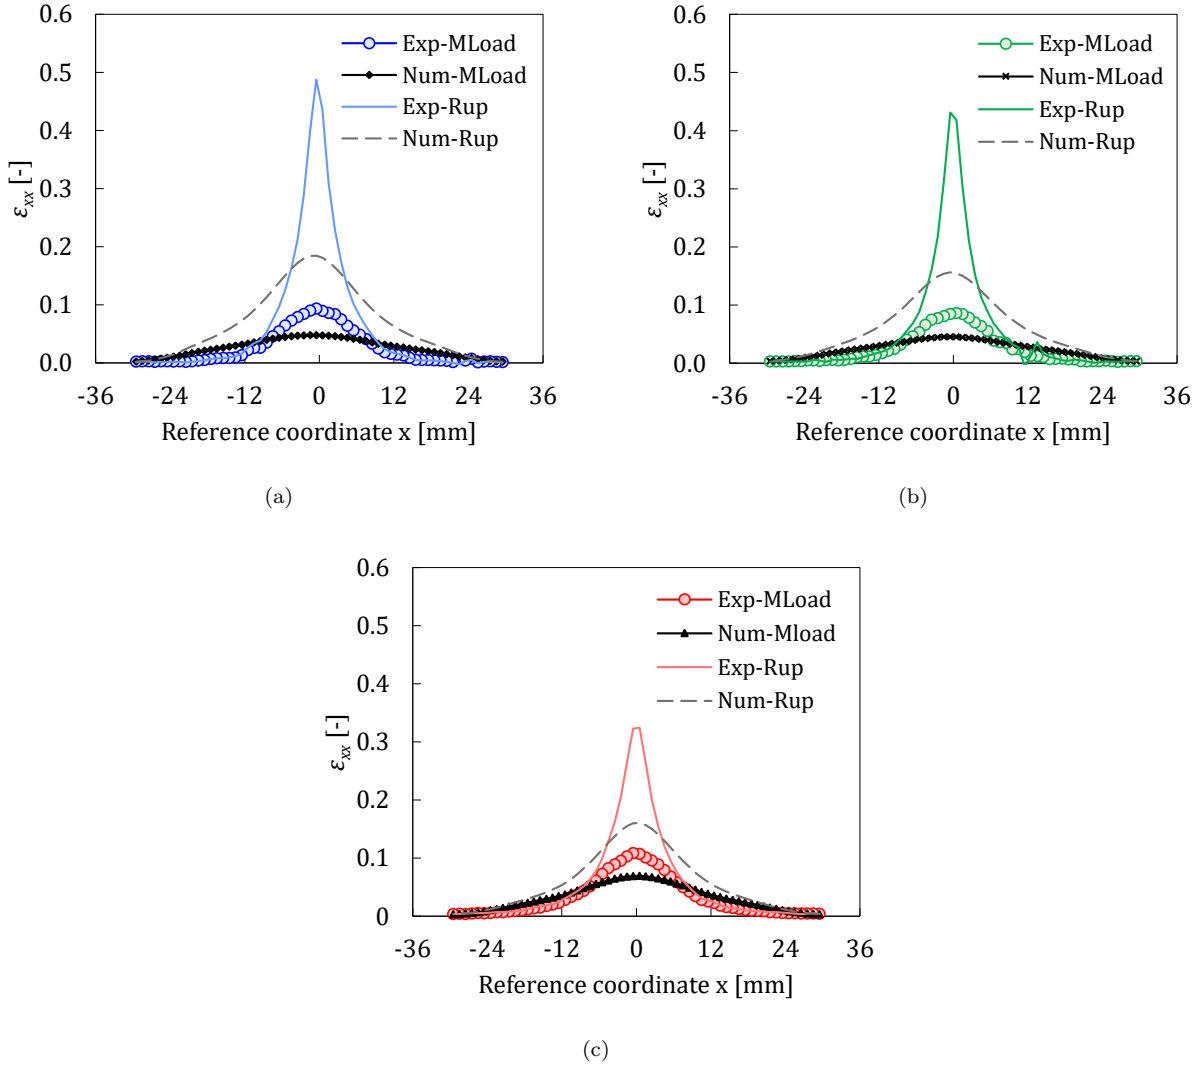 0.6
0.5
0.4
0.3
0.2
0.1
0.0
ε_xx [-]
Exp-MLoad
Num-MLoad
Exp-Rup
Num-Rup
-36 -24 -12 0 12 24 36
Reference coordinate x [mm]
(a)
0.6
0.5
0.4
0.3
0.2
0.1
0.0
ε_xx [-]
Exp-MLoad
Num-MLoad
Exp-Rup
Num-Rup
-36 -24 -12 0 12 24 36
Reference coordinate x [mm]
(b)
0.6
0.5
0.4
0.3
0.2
0.1
0
ε_xx [-]
Exp-MLoad
Num-Mload
Exp-Rup
Num-Rup
-36 -24 -12 0 12 24 36
Reference coordinate x [mm]
(c)